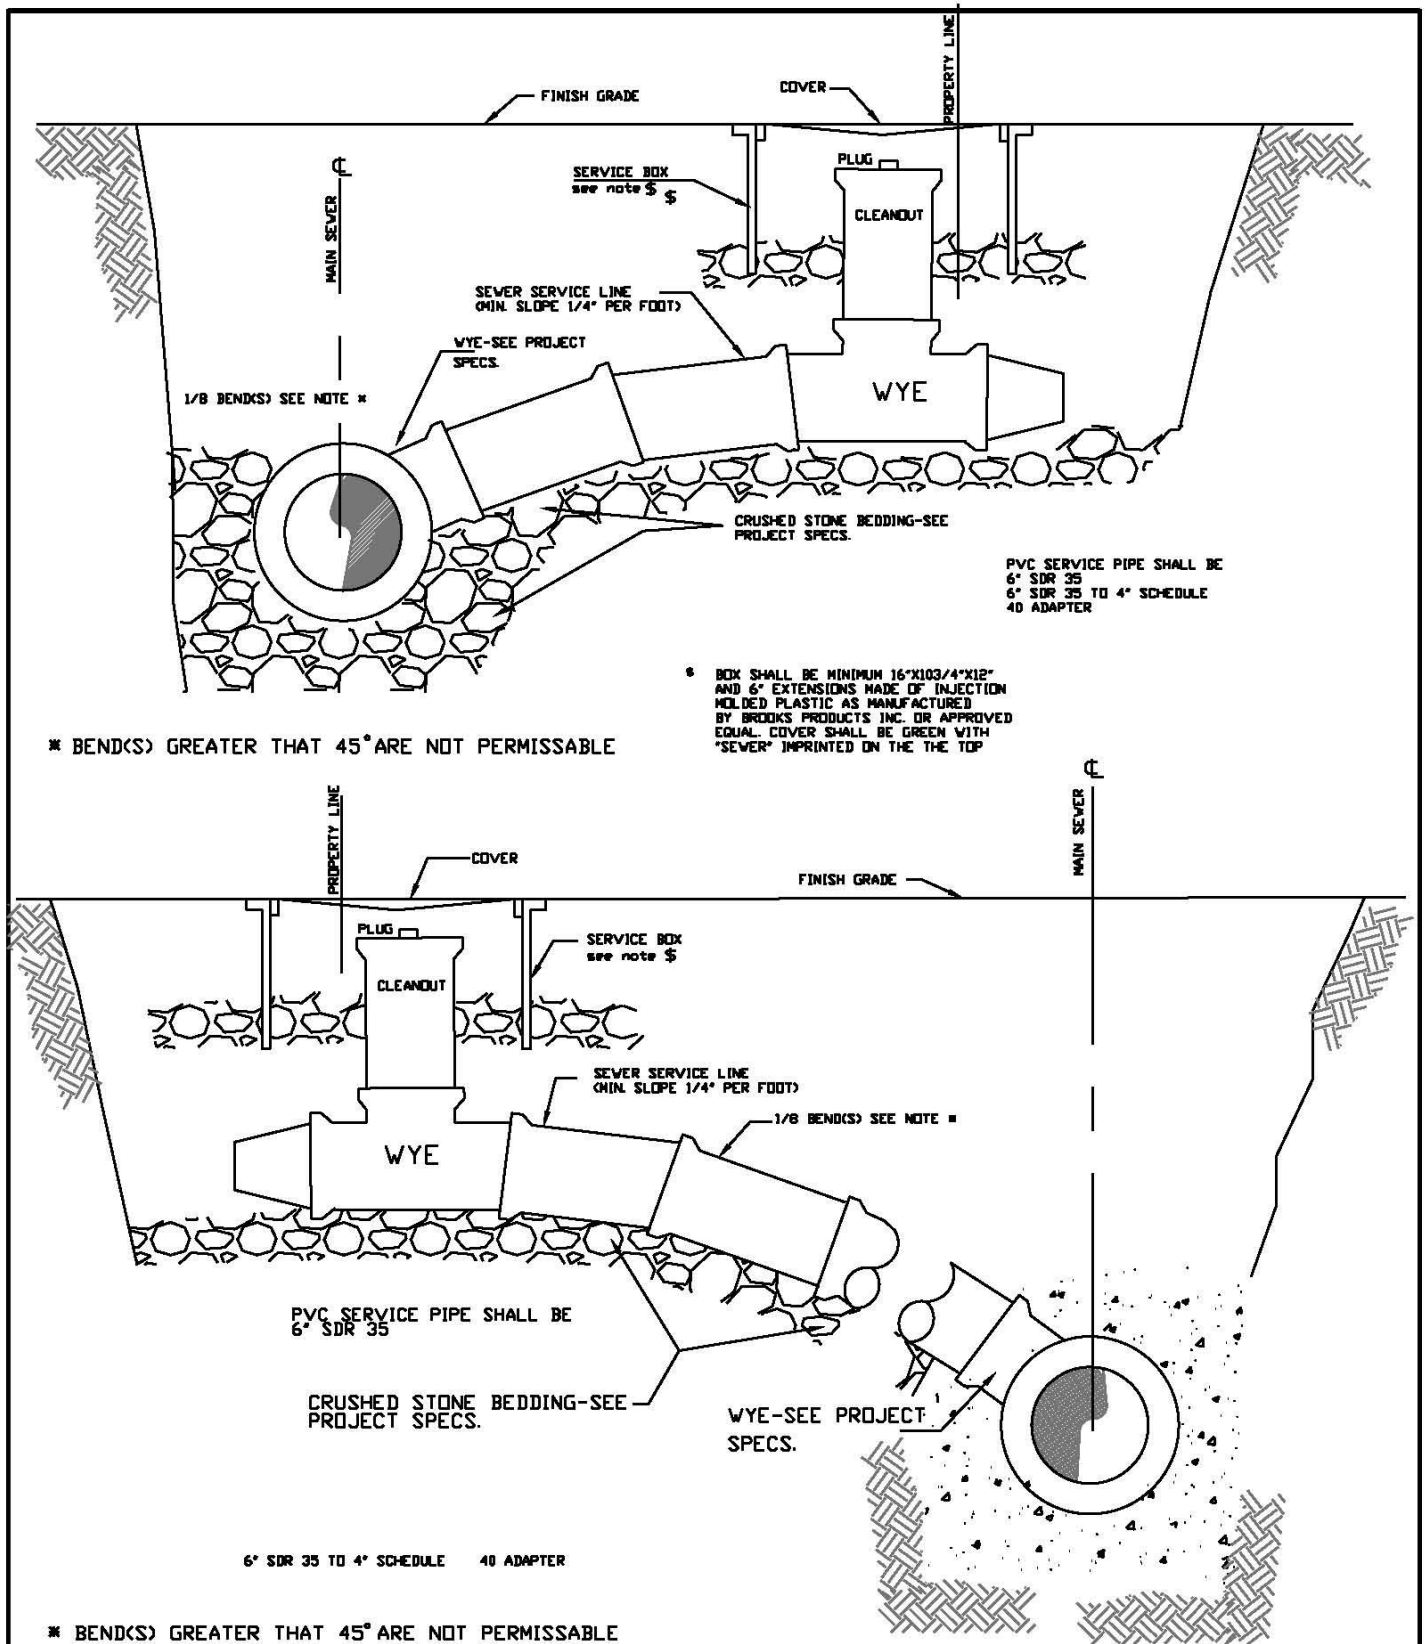 PROPERTY LINE
FINISH GRADE
COVER
℄
MAIN SEWER
SERVICE BOX
see note $ $
PLUG
CLEANOUT
SEWER SERVICE LINE
(MIN. SLOPE 1/4" PER FOOT)
WYE-SEE PROJECT
SPECS.
1/8 BEND(S) SEE NOTE *
WYE
CRUSHED STONE BEDDING-SEE
PROJECT SPECS.
PVC SERVICE PIPE SHALL BE
6" SDR 35
6" SDR 35 TO 4" SCHEDULE
40 ADAPTER
$ BOX SHALL BE MINIMUM 16"X103/4"X12"
AND 6" EXTENSIONS MADE OF INJECTION
MOLDED PLASTIC AS MANUFACTURED
BY BROOKS PRODUCTS INC. OR APPROVED
EQUAL. COVER SHALL BE GREEN WITH
"SEWER" IMPRINTED ON THE THE TOP
* BEND(S) GREATER THAT 45° ARE NOT PERMISSABLE
℄
PROPERTY LINE
MAIN SEWER
COVER
FINISH GRADE
PLUG
SERVICE BOX
see note $
CLEANOUT
SEWER SERVICE LINE
(MIN. SLOPE 1/4" PER FOOT)
1/8 BEND(S) SEE NOTE *
WYE
PVC SERVICE PIPE SHALL BE
6" SDR 35
CRUSHED STONE BEDDING-SEE
PROJECT SPECS.
WYE-SEE PROJECT
SPECS.
6" SDR 35 TO 4" SCHEDULE 40 ADAPTER
* BEND(S) GREATER THAT 45° ARE NOT PERMISSABLE